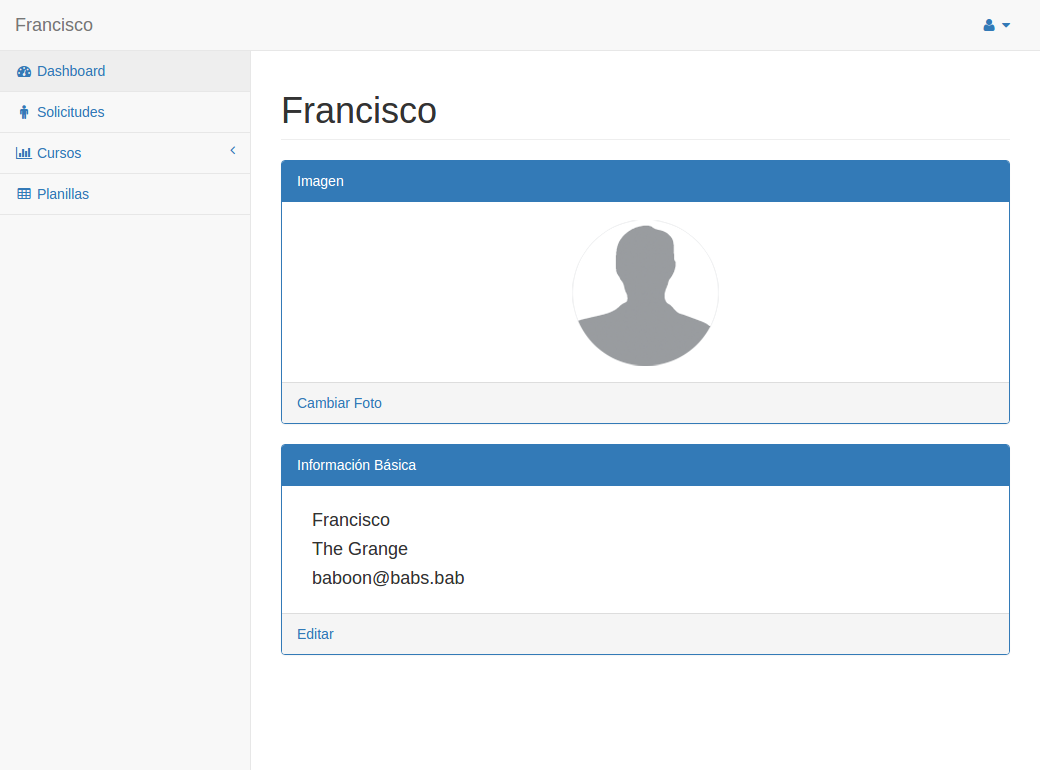 Francisco
Dashboard
Solicitudes
Cursos
Planillas
Francisco
Imagen
Cambiar Foto
Información Básica
Francisco
The Grange
baboon@babs.bab
Editar